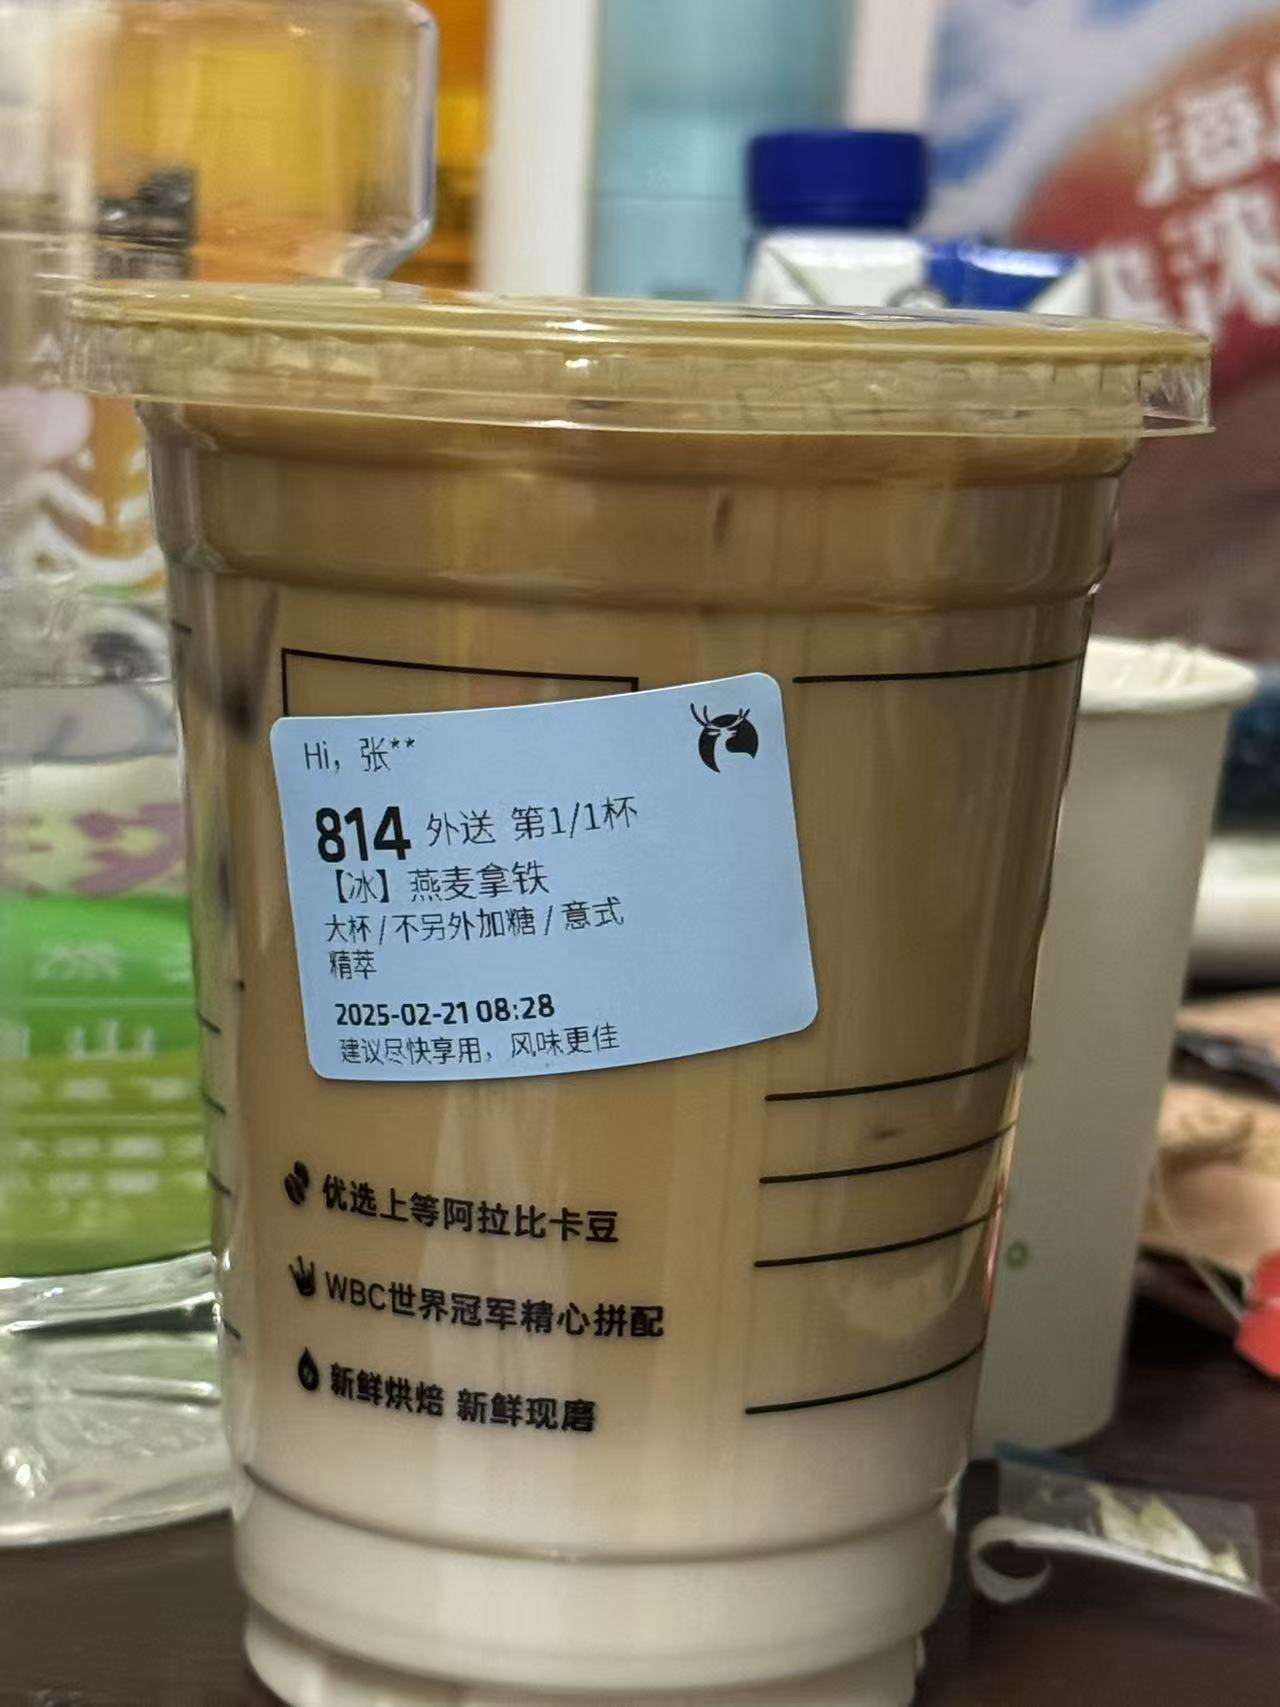 Hi, 张**
814 外送 第1/1杯
【冰】燕麦拿铁
大杯/不另外加糖/意式
精萃
2025-02-21 08:28
建议尽快享用，风味更佳
优选上等阿拉比卡豆
WBC世界冠军精心拼配
新鲜烘焙 新鲜现磨